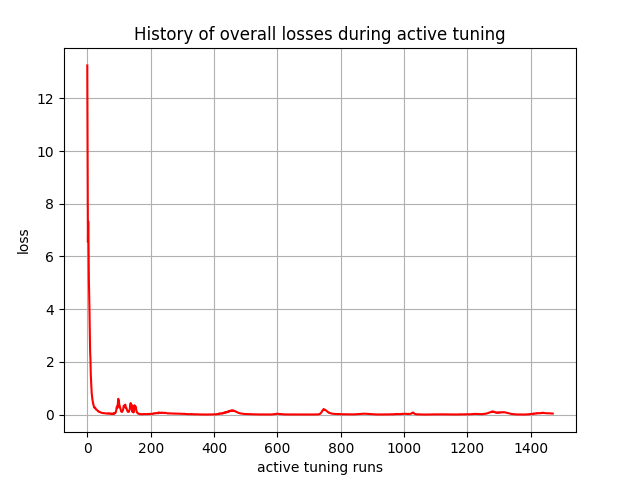 History of overall losses during active tuning
12
10
8
6
4
2
0
loss
0 200 400 600 800 1000 1200 1400
active tuning runs